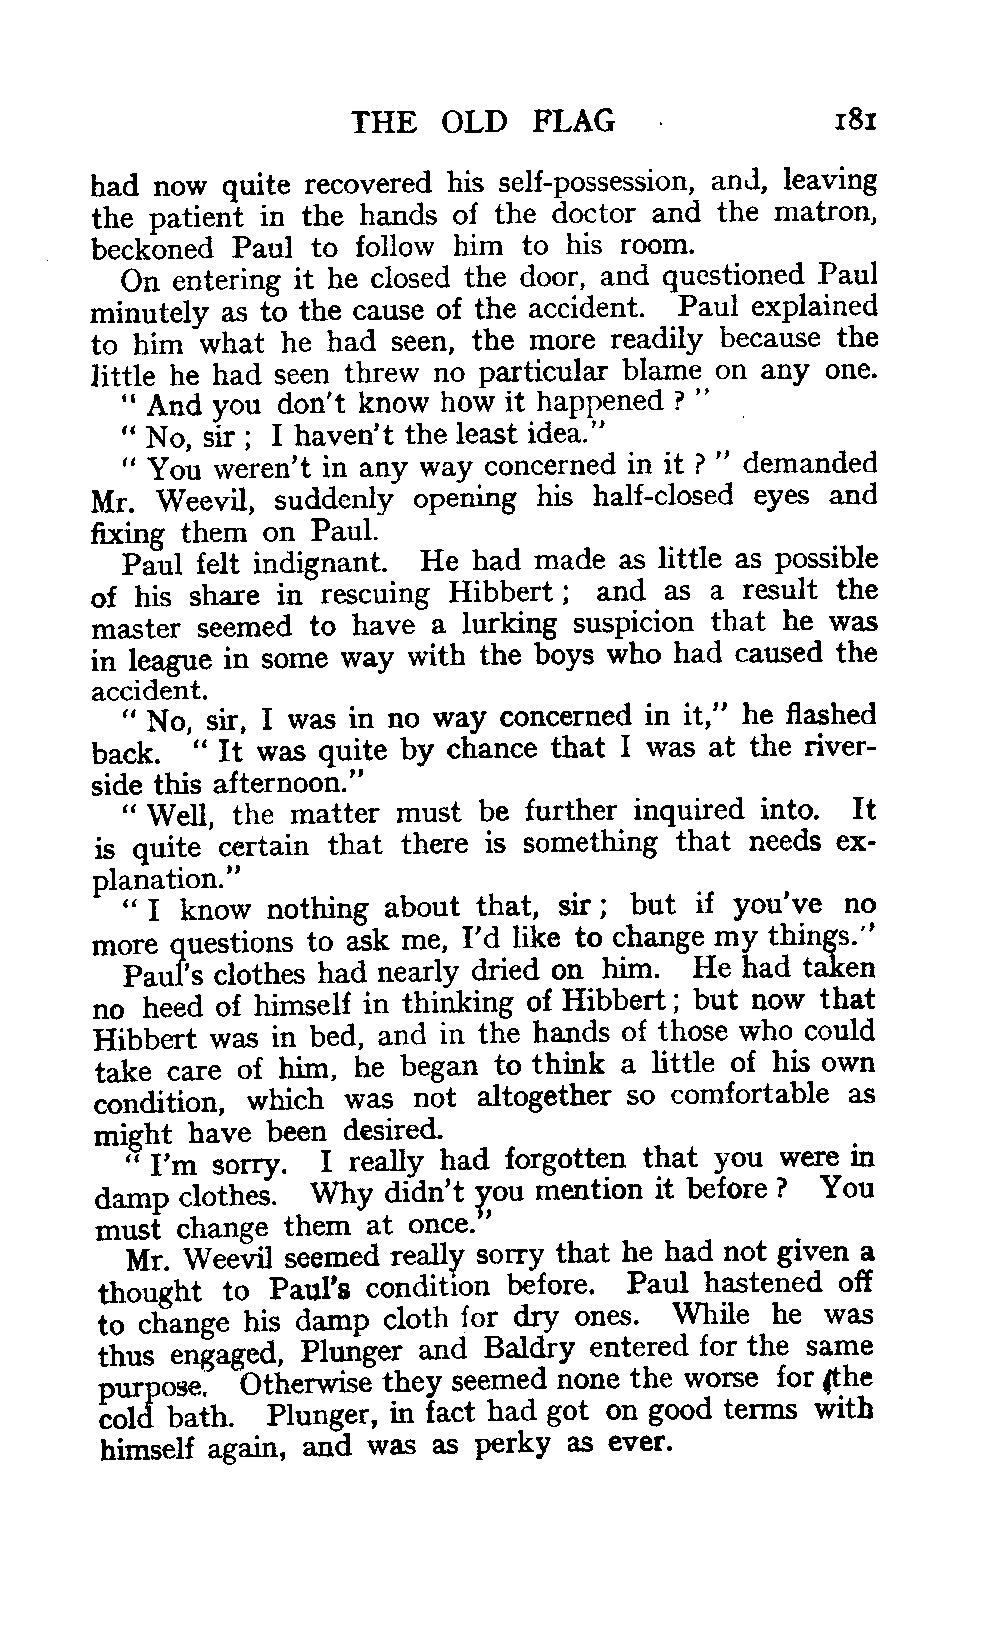 THE OLD FLAG 181
had now quite recovered his self-possession, and, leaving
the patient in the hands of the doctor and the matron,
beckoned Paul to follow him to his room.
On entering it he closed the door, and questioned Paul
minutely as to the cause of the accident. Paul explained
to him what he had seen, the more readily because the
little he had seen threw no particular blame on any one.
" And you don't know how it happened ? "
" No, sir ; I haven't the least idea."
" You weren't in any way concerned in it ? " demanded
Mr. Weevil, suddenly opening his half-closed eyes and
fixing them on Paul.
Paul felt indignant. He had made as little as possible
of his share in rescuing Hibbert ; and as a result the
master seemed to have a lurking suspicion that he was
in league in some way with the boys who had caused the
accident.
" No, sir, I was in no way concerned in it," he flashed
back. " It was quite by chance that I was at the river-
side this afternoon."
" Well, the matter must be further inquired into. It
is quite certain that there is something that needs ex-
planation."
" I know nothing about that, sir ; but if you've no
more questions to ask me, I'd like to change my things."
Paul's clothes had nearly dried on him. He had taken
no heed of himself in thinking of Hibbert ; but now that
Hibbert was in bed, and in the hands of those who could
take care of him, he began to think a little of his own
condition, which was not altogether so comfortable as
might have been desired.
" I'm sorry. I really had forgotten that you were in
damp clothes. Why didn't you mention it before ? You
must change them at once."
Mr. Weevil seemed really sorry that he had not given a
thought to Paul's condition before. Paul hastened off
to change his damp cloth for dry ones. While he was
thus engaged, Plunger and Baldry entered for the same
purpose. Otherwise they seemed none the worse for the
cold bath. Plunger, in fact had got on good terms with
himself again, and was as perky as ever.